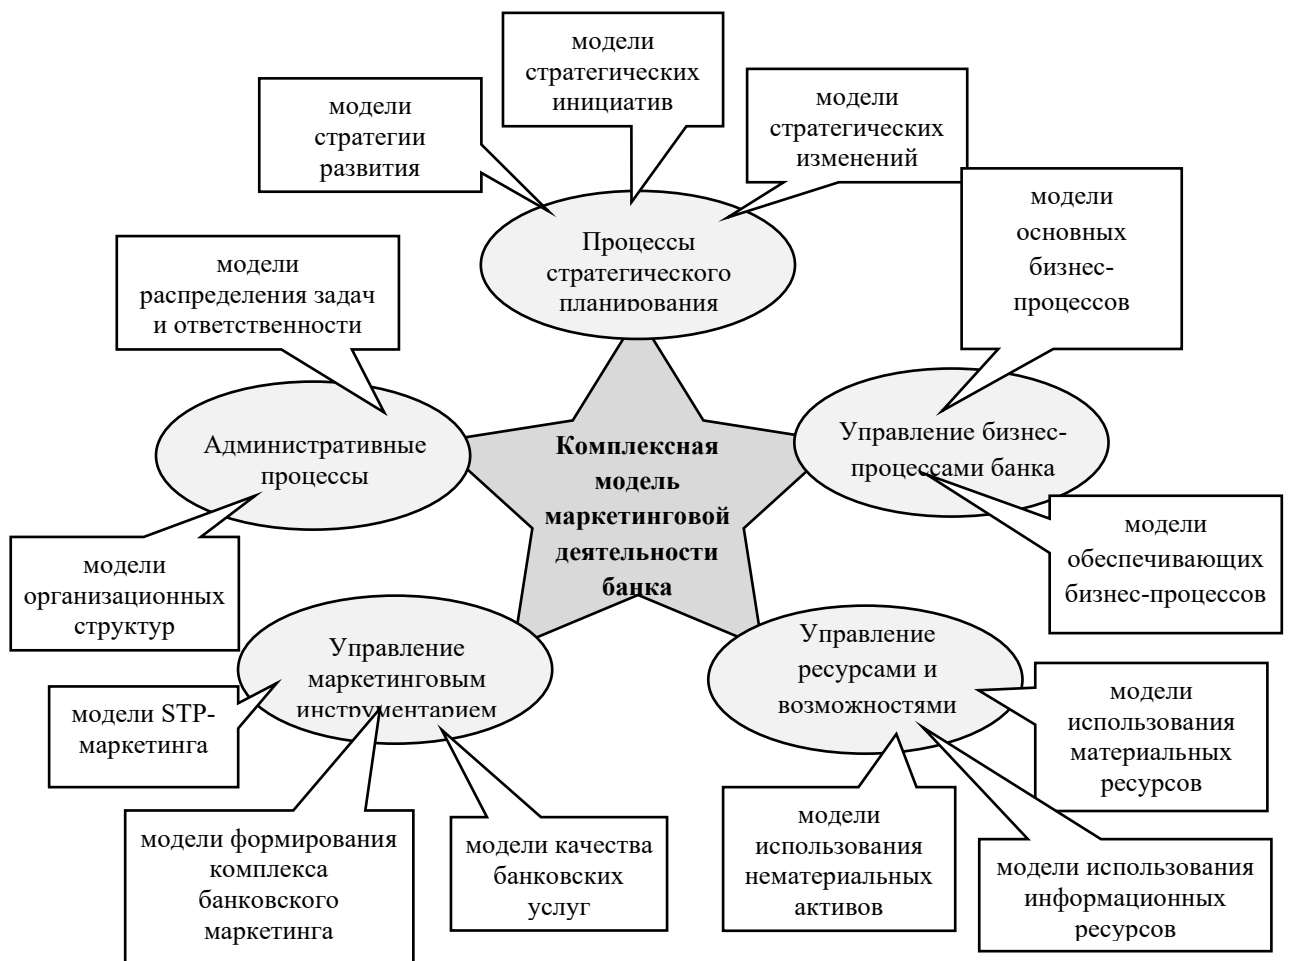 модели
стратегических
инициатив
модели
стратегии
развития
модели
стратегических
изменений
модели
основных
бизнес-
процессов
Процессы
стратегического
планирования
модели
распределения задач
и ответственности
Административные
процессы
Комплексная
модель
маркетинговой
деятельности
банка
Управление бизнес-
процессами банка
модели
организационных
структур
модели
обеспечивающих
бизнес-процессов
Управление
маркетинговым
инструментарием
Управление
ресурсами и
возможностями
модели STP-
маркетинга
модели
использования
материальных
ресурсов
модели формирования
комплекса
банковского
маркетинга
модели качества
банковских
услуг
модели
использования
нематериальных
активов
модели использования
информационных
ресурсов